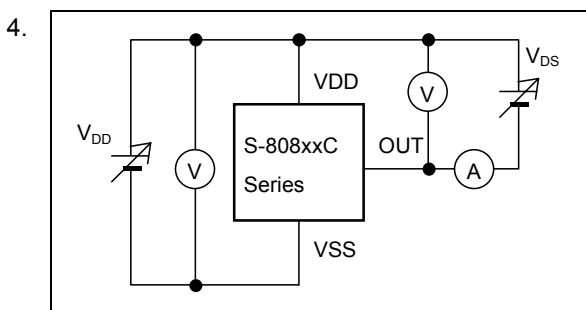 4.
V_DS
VDD
V
V_DD
S-808xxC
Series
OUT
V
A
VSS